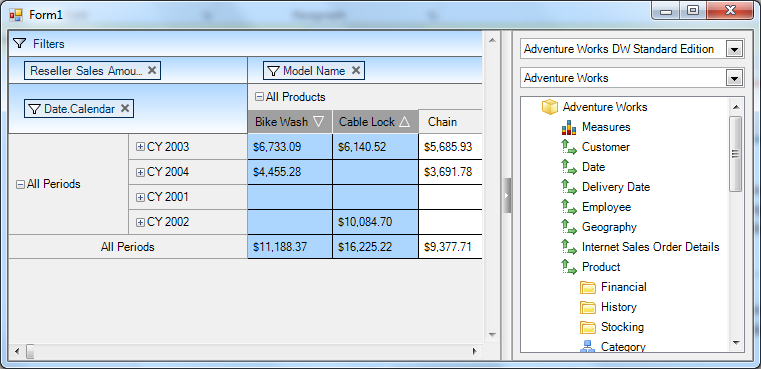 Form1
Filters
Reseller Sales Amou...
Model Name
Date.Calendar
All Products
Bike Wash Cable Lock Chain
All Periods
CY 2003 $6,733.09 $6,140.52 $5,685.93
CY 2004 $4,455.28 $3,691.78
CY 2001
CY 2002 $10,084.70
All Periods $11,188.37 $16,225.22 $9,377.71
Adventure Works DW Standard Edition
Adventure Works
Adventure Works
Measures
Customer
Date
Delivery Date
Employee
Geography
Internet Sales Order Details
Product
Financial
History
Stocking
Category